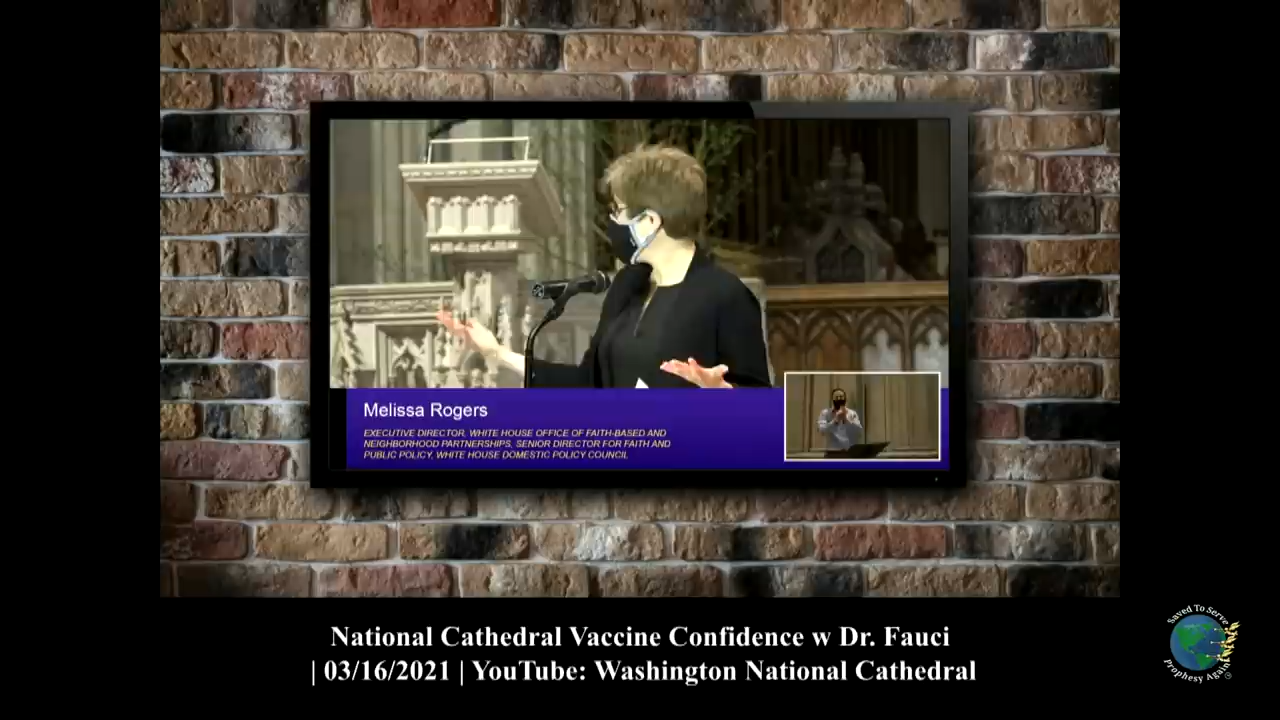 Melissa Rogers
EXECUTIVE DIRECTOR, WHITE HOUSE OFFICE OF FAITH-BASED AND
NEIGHBORHOOD PARTNERSHIPS, SENIOR DIRECTOR FOR FAITH AND
PUBLIC POLICY, WHITE HOUSE DOMESTIC POLICY COUNCIL
National Cathedral Vaccine Confidence w Dr. Fauci
| 03/16/2021 | YouTube: Washington National Cathedral
Saved To Serve
Prophesy Again